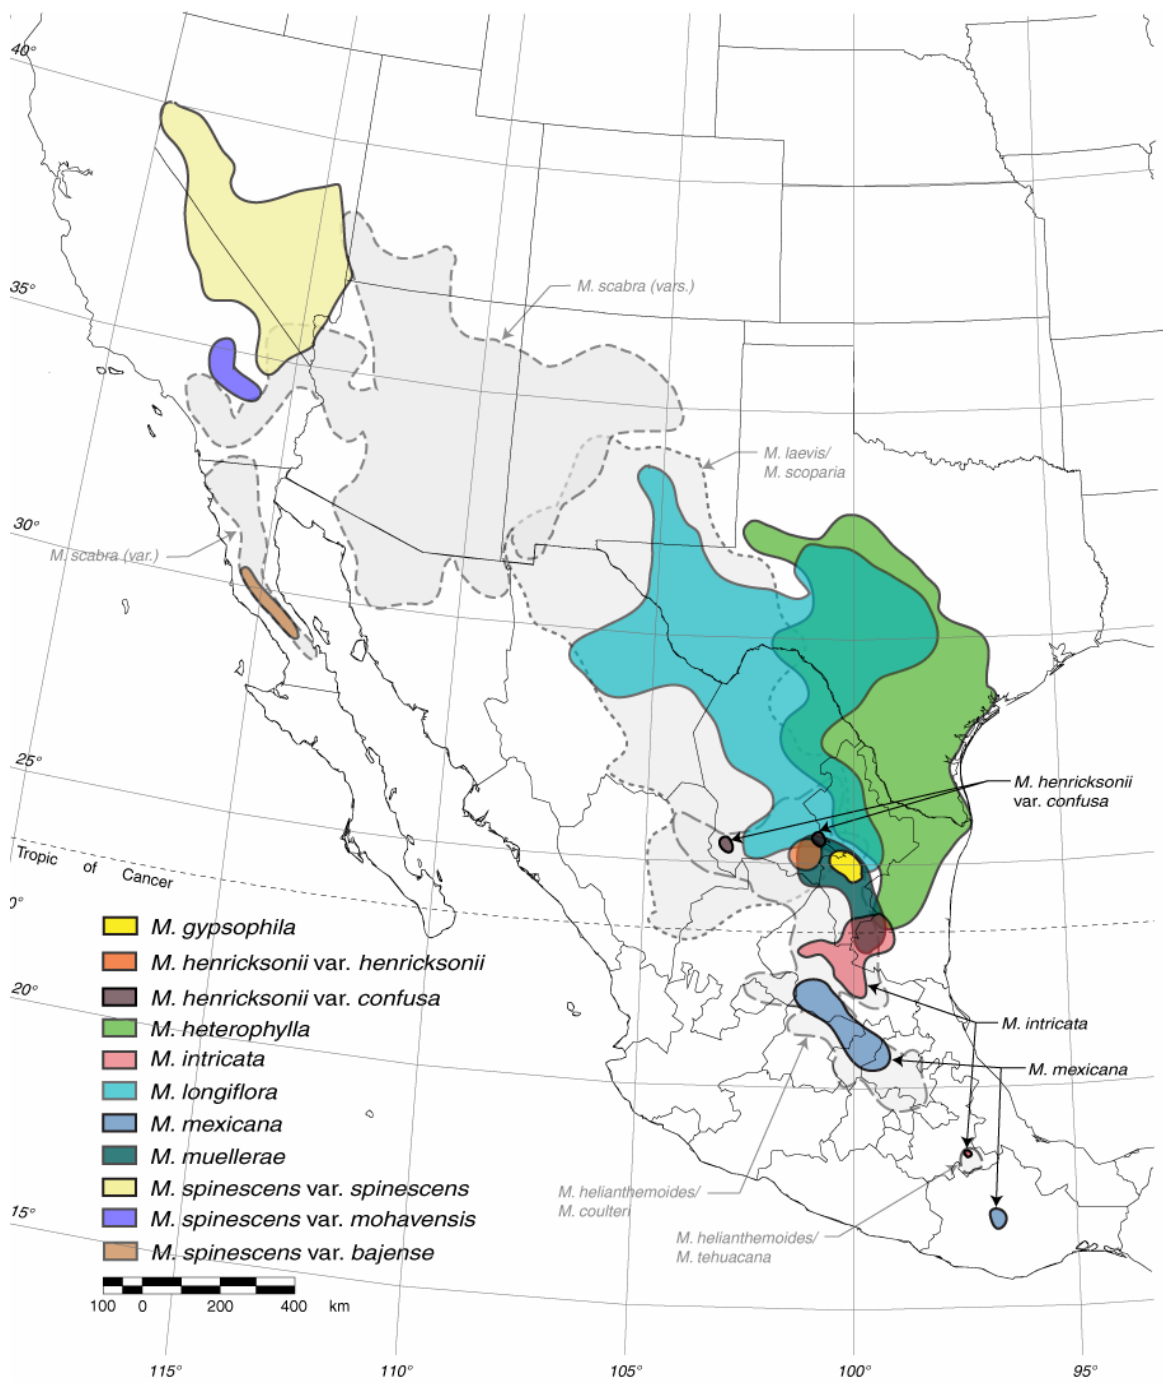 40°
35°
M. scabra (vars.)
M. laevis/
M. scoparia
30°
M. scabra (var.)
25°
M. henricksonii
var. confusa
Tropic of Cancer
0°
M. gypsophila
M. henricksonii var. henricksonii
M. henricksonii var. confusa
M. heterophylla
M. intricata
M. longiflora
M. mexicana
M. muellerae
M. spinescens var. spinescens
M. spinescens var. mohavensis
M. spinescens var. bajense
20°
M. intricata
M. mexicana
M. helianthemoides/
M. coulteri
M. helianthemoides/
M. tehuacana
15°
100 0 200 400 km
115° 110° 105° 100° 95°